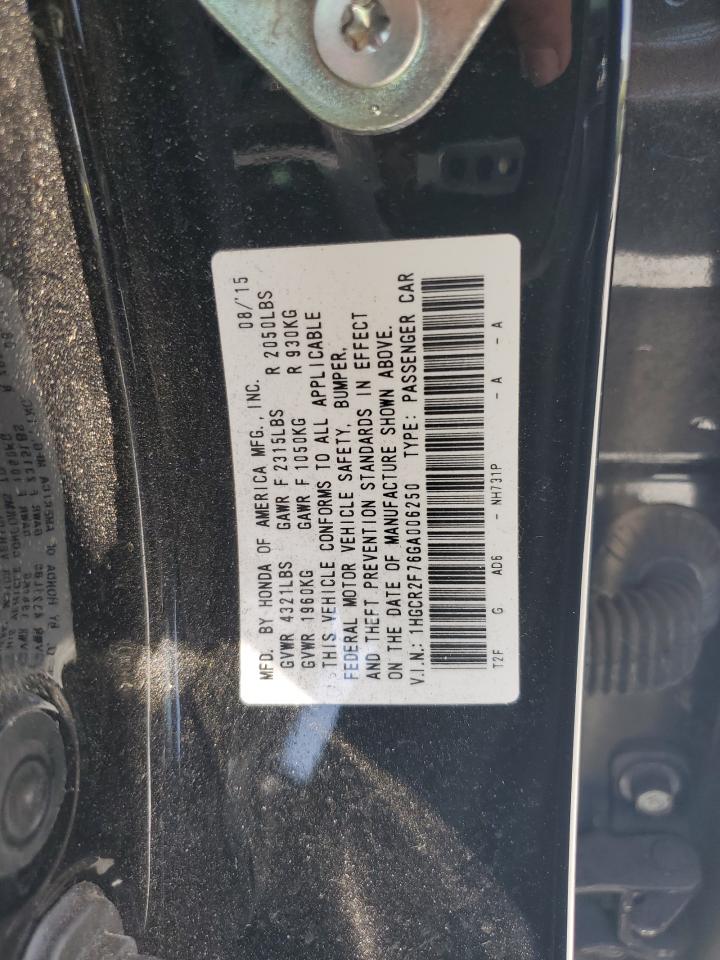 MFD. BY HONDA OF AMERICA MFG., INC. 08/'15
GVWR 4321LBS GAWR F 2315LBS R 2050LBS
GVWR 1960KG GAWR F 1050KG R 930KG
THIS VEHICLE CONFORMS TO ALL APPLICABLE
FEDERAL MOTOR VEHICLE SAFETY, BUMPER,
AND THEFT PREVENTION STANDARDS IN EFFECT
ON THE DATE OF MANUFACTURE SHOWN ABOVE.
V.I.N.: 1HGCR2F76GA006250 TYPE: PASSENGER CAR
T2F G AD6 - NH731P - A - A